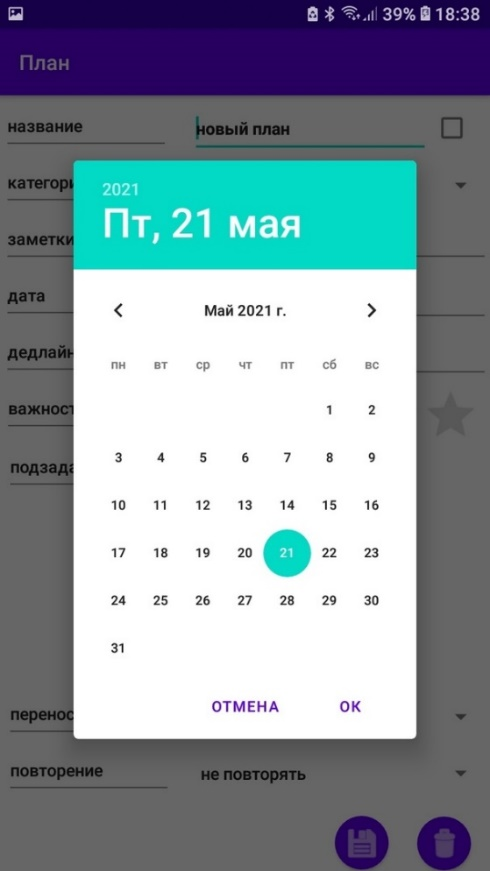 39% 18:38
План
название новый план
категори
2021
Пт, 21 мая
заметки
дата
Май 2021 г.
дедлайн
пн вт ср чт пт сб вс
важност
1 2
3 4 5 6 7 8 9
подзада
10 11 12 13 14 15 16
17 18 19 20 21 22 23
24 25 26 27 28 29 30
31
ОТМЕНА ОК
перенос
повторение не повторять